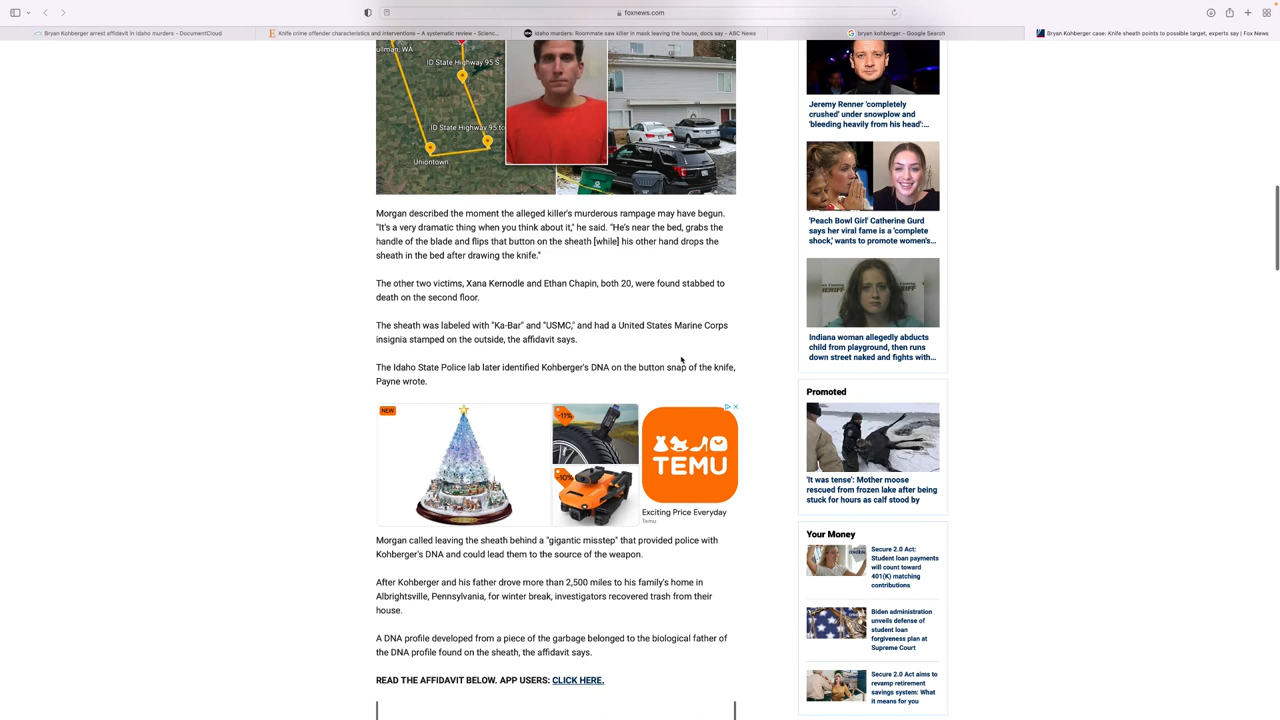 foxnews.com
Bryan Kohberger arrest affidavit in Idaho murders - DocumentCloud
Knife crime offender characteristics and interventions – A systematic review - Scienc...
Idaho murders: Roommate saw killer in mask leaving the house, docs say - ABC News
bryan kohberger - Google Search
Bryan Kohberger case: Knife sheath points to possible target, experts say | Fox News
ullman, WA
ID State Highway 95 S
ID State Highway 95 to
Uniontown
Morgan described the moment the alleged killer's murderous rampage may have begun.
"It's a very dramatic thing when you think about it," he said. "He's near the bed, grabs the
handle of the blade and flips that button on the sheath [while] his other hand drops the
sheath in the bed after drawing the knife."
The other two victims, Xana Kernodle and Ethan Chapin, both 20, were found stabbed to
death on the second floor.
The sheath was labeled with "Ka-Bar" and "USMC," and had a United States Marine Corps
insignia stamped on the outside, the affidavit says.
The Idaho State Police lab later identified Kohberger's DNA on the button snap of the knife,
Payne wrote.
NEW
-11%
-10%
TEMU
Exciting Price Everyday
Temu
Morgan called leaving the sheath behind a "gigantic misstep" that provided police with
Kohberger's DNA and could lead them to the source of the weapon.
After Kohberger and his father drove more than 2,500 miles to his family's home in
Albrightsville, Pennsylvania, for winter break, investigators recovered trash from their
house.
A DNA profile developed from a piece of the garbage belonged to the biological father of
the DNA profile found on the sheath, the affidavit says.
READ THE AFFIDAVIT BELOW. APP USERS: CLICK HERE.
Jeremy Renner 'completely
crushed' under snowplow and
'bleeding heavily from his head':...
'Peach Bowl Girl' Catherine Gurd
says her viral fame is a 'complete
shock,' wants to promote women's...
SHERIFF
Indiana woman allegedly abducts
child from playground, then runs
down street naked and fights with...
Promoted
'It was tense': Mother moose
rescued from frozen lake after being
stuck for hours as calf stood by
Your Money
Secure 2.0 Act:
Student loan payments
will count toward
401(K) matching
contributions
Biden administration
unveils defense of
student loan
forgiveness plan at
Supreme Court
Secure 2.0 Act aims to
revamp retirement
savings system: What
it means for you